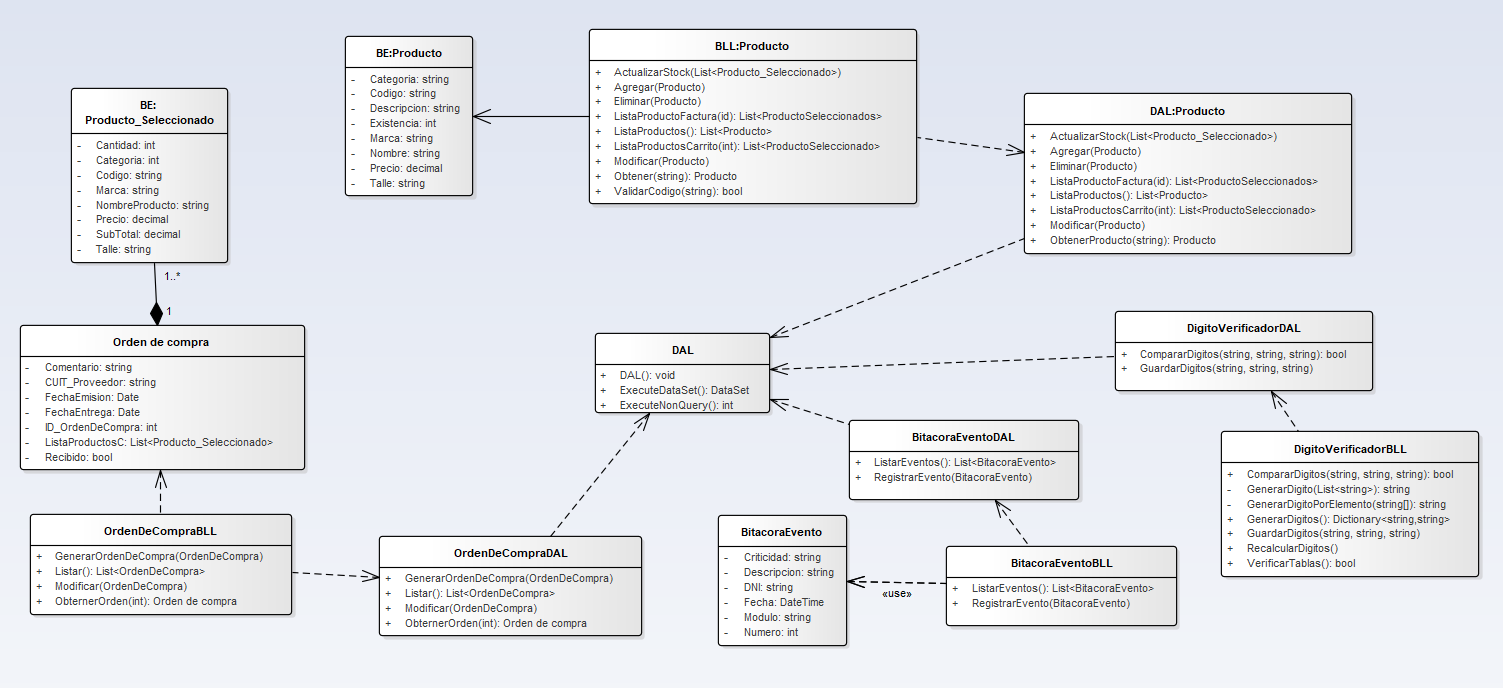 BE:
Producto_Seleccionado
- Cantidad: int
- Categoria: int
- Codigo: string
- Marca: string
- NombreProducto: string
- Precio: decimal
- SubTotal: decimal
- Talle: string
1..*
1
BE:Producto
- Categoria: string
- Codigo: string
- Descripcion: string
- Existencia: int
- Marca: string
- Nombre: string
- Precio: decimal
- Talle: string
BLL:Producto
+ ActualizarStock(List<Producto_Seleccionado>)
+ Agregar(Producto)
+ Eliminar(Producto)
+ ListaProductoFactura(id): List<ProductoSeleccionados>
+ ListaProductos(): List<Producto>
+ ListaProductosCarrito(int): List<ProductoSeleccionado>
+ Modificar(Producto)
+ Obtener(string): Producto
+ ValidarCodigo(string): bool
DAL:Producto
+ ActualizarStock(List<Producto_Seleccionado>)
+ Agregar(Producto)
+ Eliminar(Producto)
+ ListaProductoFactura(id): List<ProductoSeleccionados>
+ ListaProductos(): List<Producto>
+ ListaProductosCarrito(int): List<ProductoSeleccionado>
+ Modificar(Producto)
+ ObtenerProducto(string): Producto
Orden de compra
- Comentario: string
- CUIT_Proveedor: string
- FechaEmision: Date
- FechaEntrega: Date
- ID_OrdenDeCompra: int
- ListaProductosC: List<Producto_Seleccionado>
- Recibido: bool
DAL
+ DAL(): void
+ ExecuteDataSet(): DataSet
+ ExecuteNonQuery(): int
DigitoVerificadorDAL
+ CompararDigitos(string, string, string): bool
+ GuardarDigitos(string, string, string)
BitacoraEventoDAL
+ ListarEventos(): List<BitacoraEvento>
+ RegistrarEvento(BitacoraEvento)
DigitoVerificadorBLL
+ CompararDigitos(string, string, string): bool
- GenerarDigito(List<string>): string
- GenerarDigitoPorElemento(string[]): string
+ GenerarDigitos(): Dictionary<string,string>
+ GuardarDigitos(string, string, string)
+ RecalcularDigitos()
+ VerificarTablas(): bool
OrdenDeCompraBLL
+ GenerarOrdenDeCompra(OrdenDeCompra)
+ Listar(): List<OrdenDeCompra>
+ Modificar(OrdenDeCompra)
+ ObternerOrden(int): Orden de compra
OrdenDeCompraDAL
+ GenerarOrdenDeCompra(OrdenDeCompra)
+ Listar(): List<OrdenDeCompra>
+ Modificar(OrdenDeCompra)
+ ObternerOrden(int): Orden de compra
BitacoraEvento
- Criticidad: string
- Descripcion: string
- DNI: string
- Fecha: DateTime
- Modulo: string
- Numero: int
«use»
BitacoraEventoBLL
+ ListarEventos(): List<BitacoraEvento>
+ RegistrarEvento(BitacoraEvento)